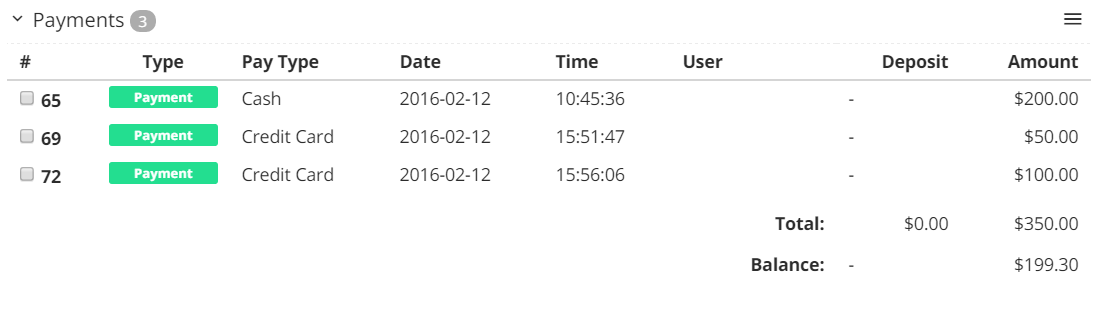 Payments 3
# Type Pay Type Date Time User Deposit Amount
65 Payment Cash 2016-02-12 10:45:36 - $200.00
69 Payment Credit Card 2016-02-12 15:51:47 - $50.00
72 Payment Credit Card 2016-02-12 15:56:06 - $100.00
Total: $0.00 $350.00
Balance: - $199.30